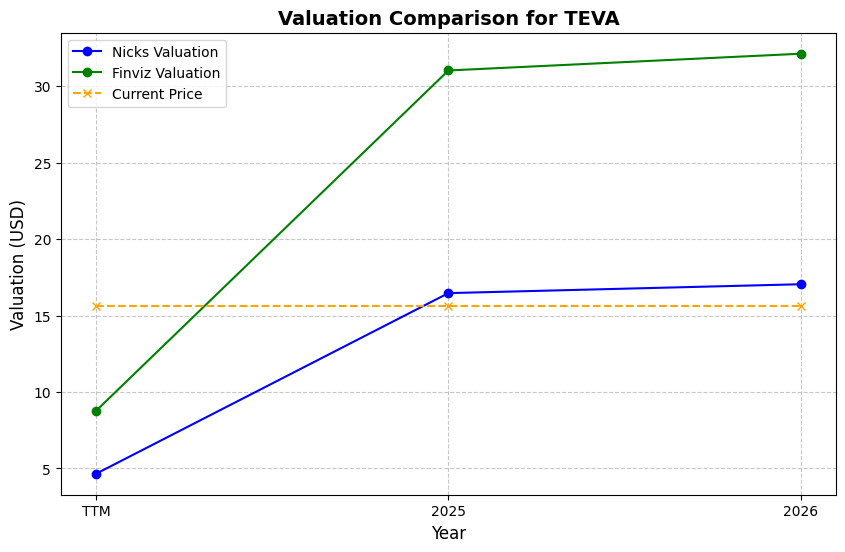 Valuation Comparison for TEVA
Nicks Valuation
Finviz Valuation
Current Price
Valuation (USD)
30
25
20
15
10
5
TTM
2025
2026
Year